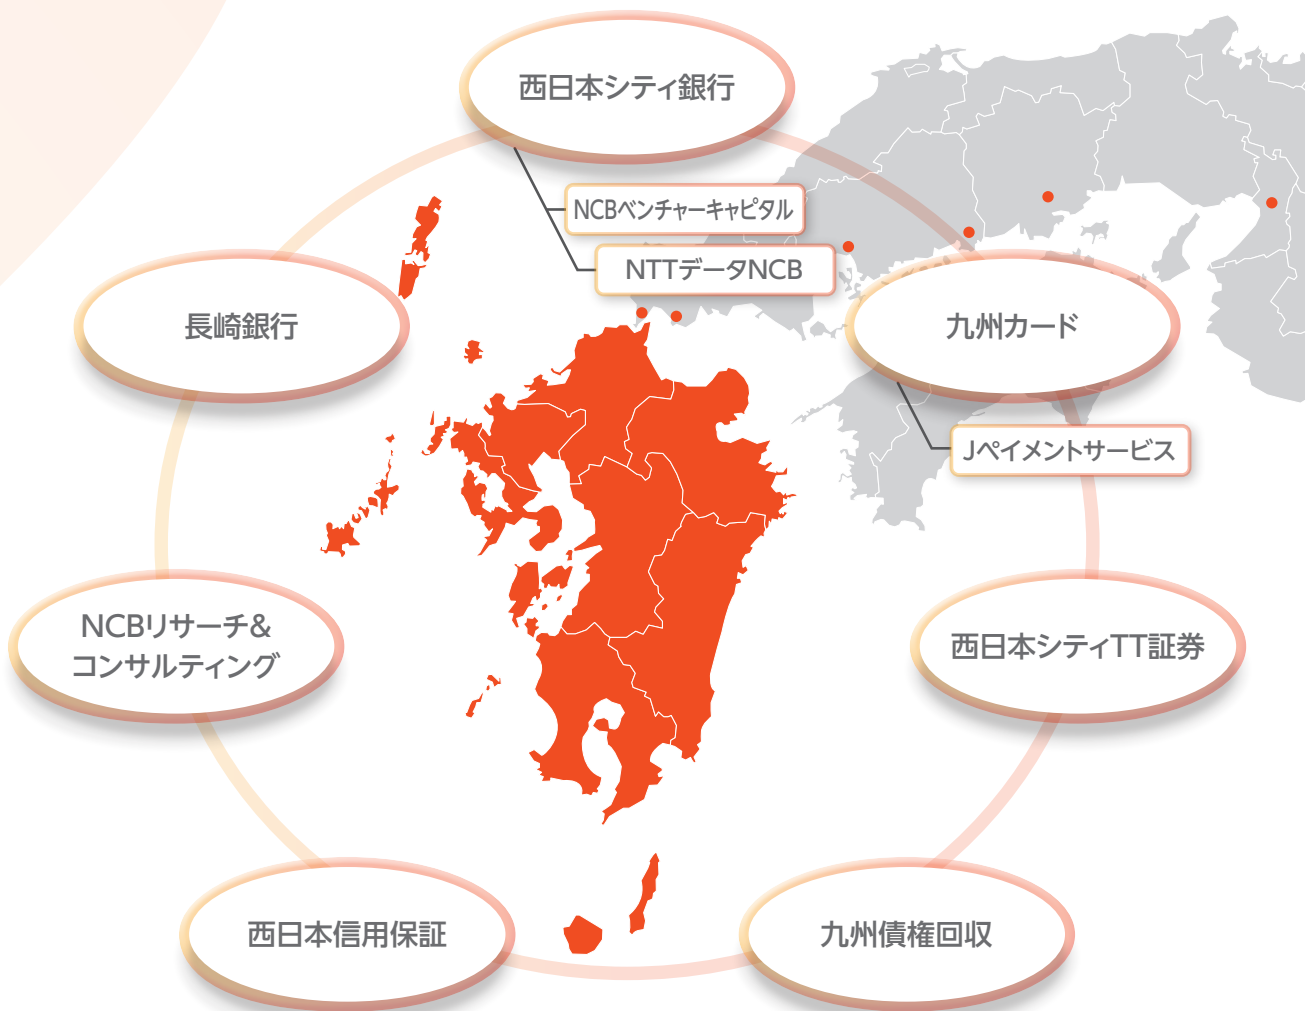 西日本シティ銀行
NCBベンチャーキャピタル
NTTデータNCB
長崎銀行
九州カード
Jペイメントサービス
NCBリサーチ&
コンサルティング
西日本シティTT証券
西日本信用保証
九州債権回収